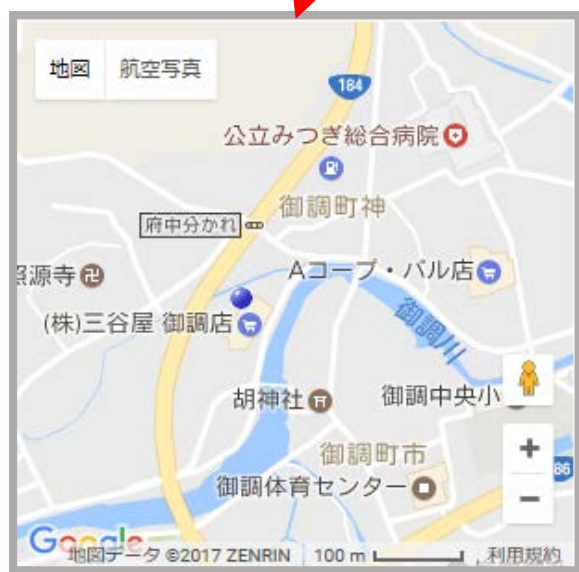 地図 航空写真
184
公立みつぎ総合病院
御調町神
府中分かれ
源寺
Aコープ・パル店
(株)三谷屋 御調店
御調川
胡神社
御調中央小
御調町市
+
御調体育センター
86
−
Google
地図データ ©2017 ZENRIN 100 m 利用規約